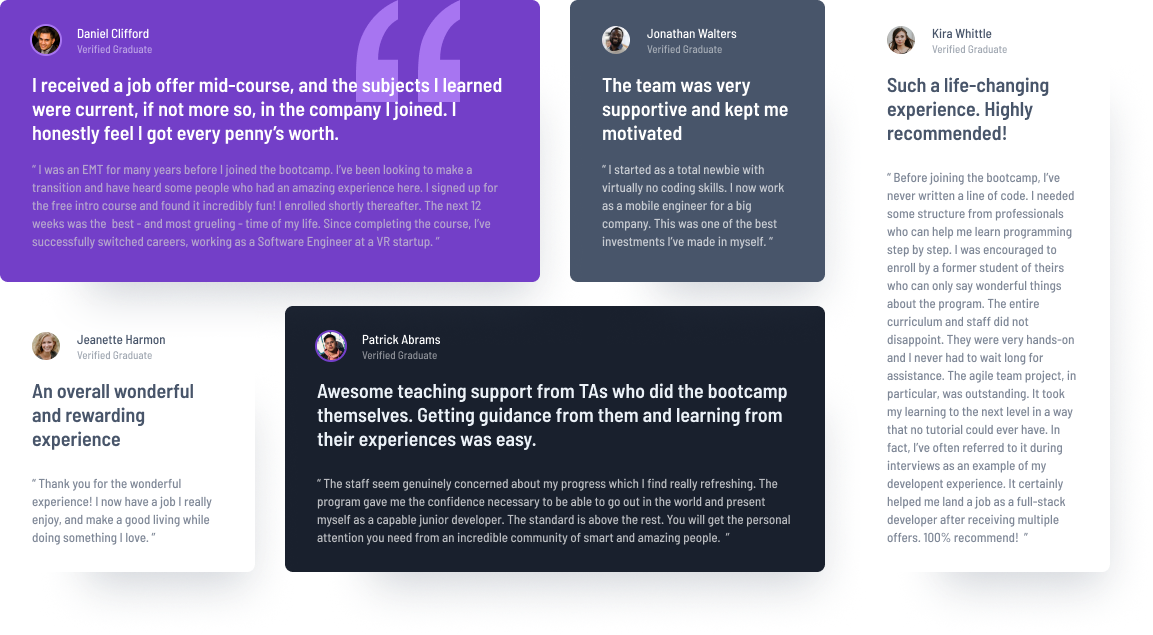 Daniel Clifford
Verified Graduate
I received a job offer mid-course, and the subjects I learned
were current, if not more so, in the company I joined. I
honestly feel I got every penny’s worth.
“ I was an EMT for many years before I joined the bootcamp. I’ve been looking to make a
transition and have heard some people who had an amazing experience here. I signed up for
the free intro course and found it incredibly fun! I enrolled shortly thereafter. The next 12
weeks was the  best - and most grueling - time of my life. Since completing the course, I’ve
successfully switched careers, working as a Software Engineer at a VR startup. ”
Jonathan Walters
Verified Graduate
The team was very
supportive and kept me
motivated
“ I started as a total newbie with
virtually no coding skills. I now work
as a mobile engineer for a big
company. This was one of the best
investments I’ve made in myself. ”
Kira Whittle
Verified Graduate
Such a life-changing
experience. Highly
recommended!
“ Before joining the bootcamp, I’ve
never written a line of code. I needed
some structure from professionals
who can help me learn programming
step by step. I was encouraged to
enroll by a former student of theirs
who can only say wonderful things
about the program. The entire
curriculum and staff did not
disappoint. They were very hands-on
and I never had to wait long for
assistance. The agile team project, in
particular, was outstanding. It took
my learning to the next level in a way
that no tutorial could ever have. In
fact, I’ve often referred to it during
interviews as an example of my
developent experience. It certainly
helped me land a job as a full-stack
developer after receiving multiple
offers. 100% recommend!  ”
Jeanette Harmon
Verified Graduate
An overall wonderful
and rewarding
experience
“ Thank you for the wonderful
experience! I now have a job I really
enjoy, and make a good living while
doing something I love. ”
Patrick Abrams
Verified Graduate
Awesome teaching support from TAs who did the bootcamp
themselves. Getting guidance from them and learning from
their experiences was easy.
“ The staff seem genuinely concerned about my progress which I find really refreshing. The
program gave me the confidence necessary to be able to go out in the world and present
myself as a capable junior developer. The standard is above the rest. You will get the personal
attention you need from an incredible community of smart and amazing people.  ”